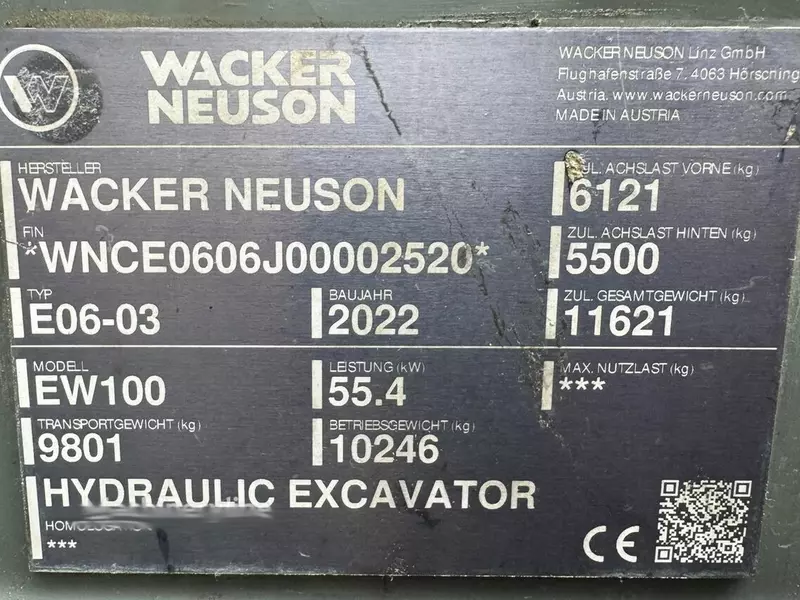 WACKER
NEUSON
WACKER NEUSON Linz GmbH
Flughafenstraße 7, 4063 Hörsching
Austria. www.wackerneuson.com
MADE IN AUSTRIA
HERSTELLER
WACKER NEUSON
ZUL. ACHSLAST VORNE (kg)
6121
FIN
*WNCE0606J00002520*
ZUL. ACHSLAST HINTEN (kg)
5500
TYP
E06-03
BAUJAHR
2022
ZUL. GESAMTGEWICHT (kg)
11621
MODELL
EW100
LEISTUNG (kW)
55.4
MAX. NUTZLAST (kg)
***
TRANSPORTGEWICHT (kg)
9801
BETRIEBSGEWICHT (kg)
10246
HYDRAULIC EXCAVATOR
HOMOLOGATION
***
CE